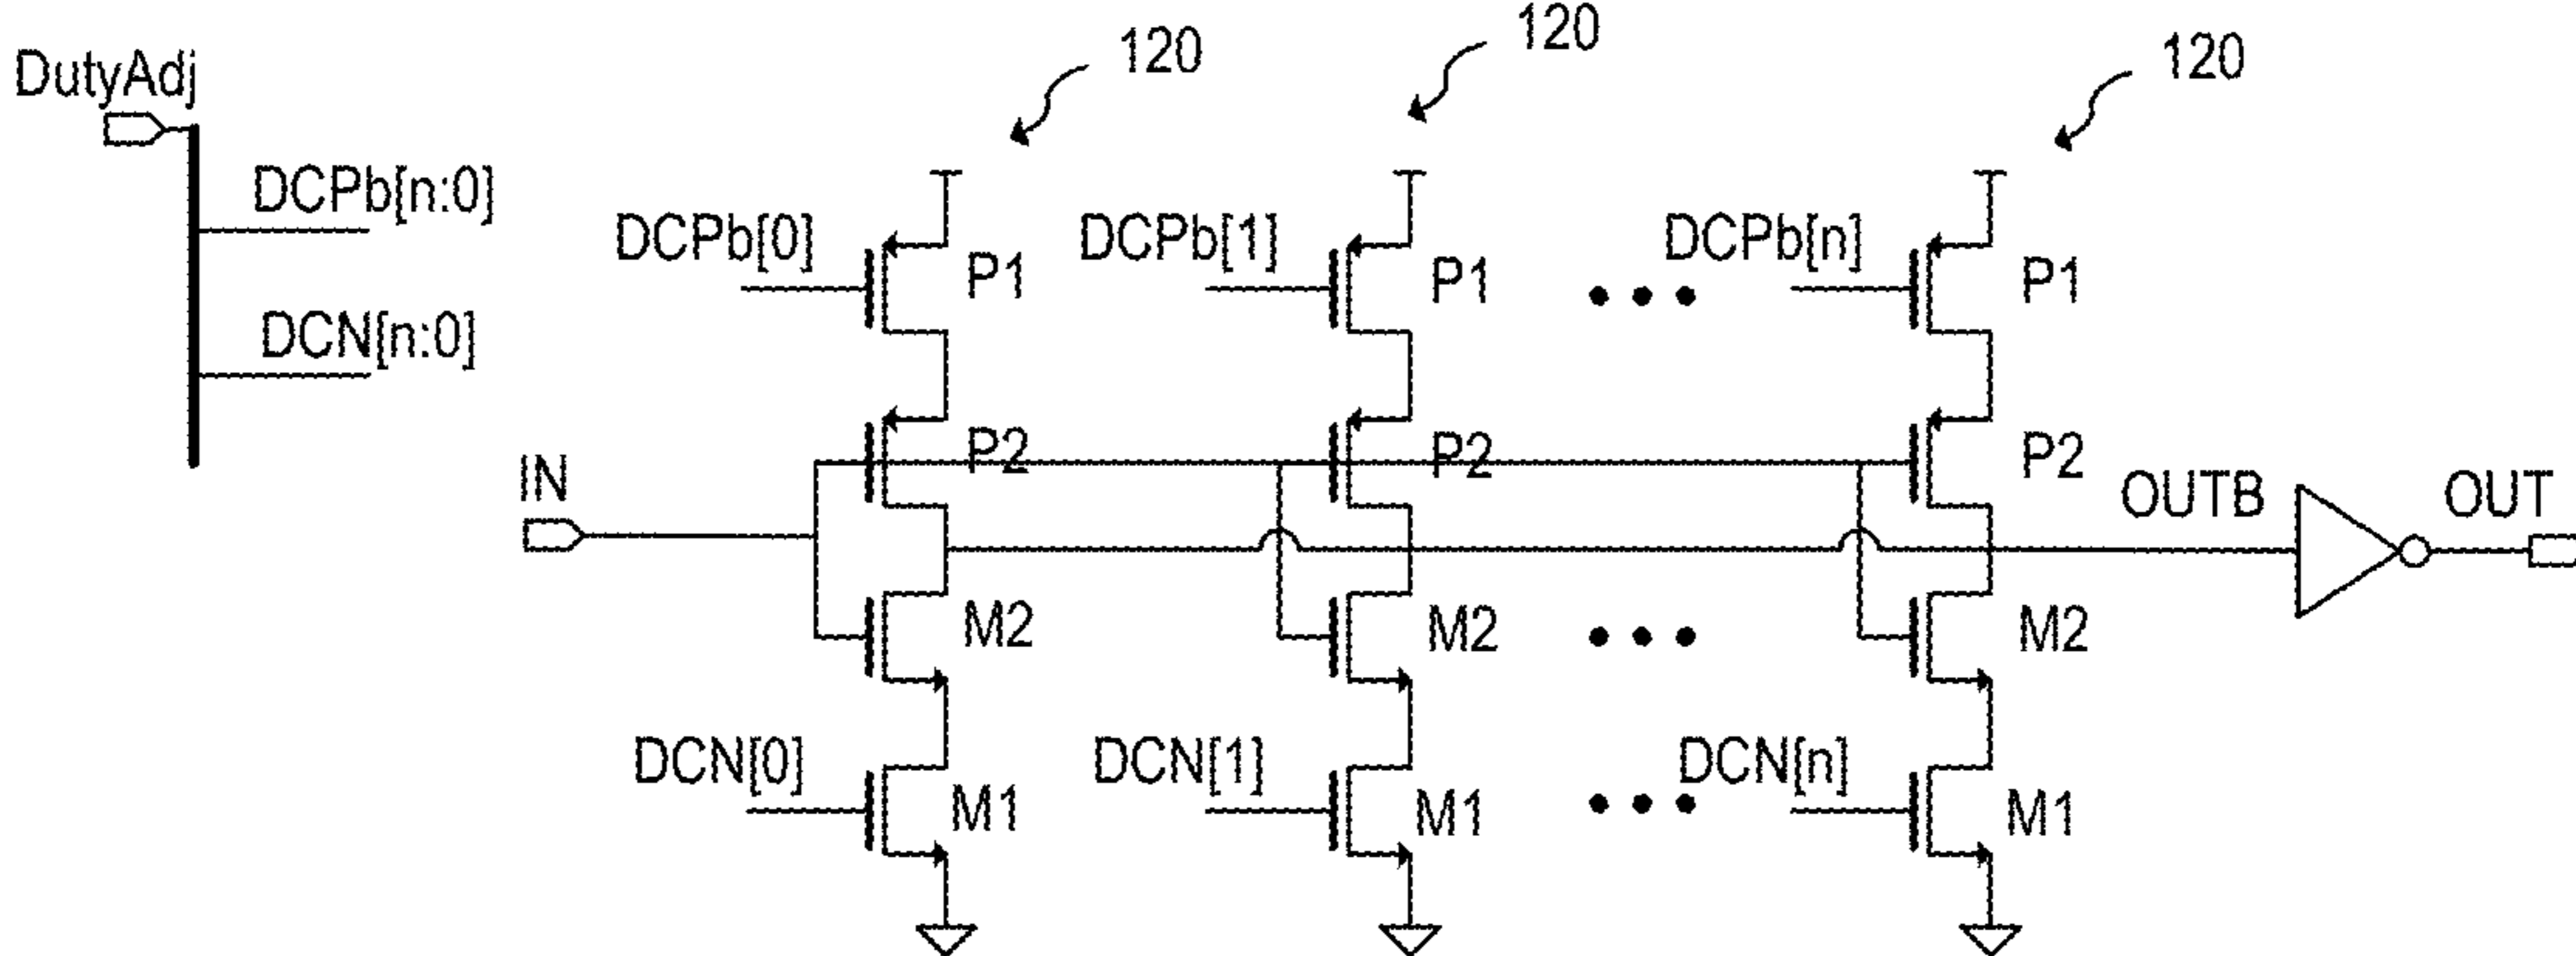 120 120 120
DutyAdj
DCPb[n:0]
DCN[n:0]
DCPb[0] P1 DCPb[1] P1 DCPb[n] P1
P2 P2 P2
IN OUTB OUT
M2 M2 M2
DCN[0] M1 DCN[1] M1 DCN[n] M1